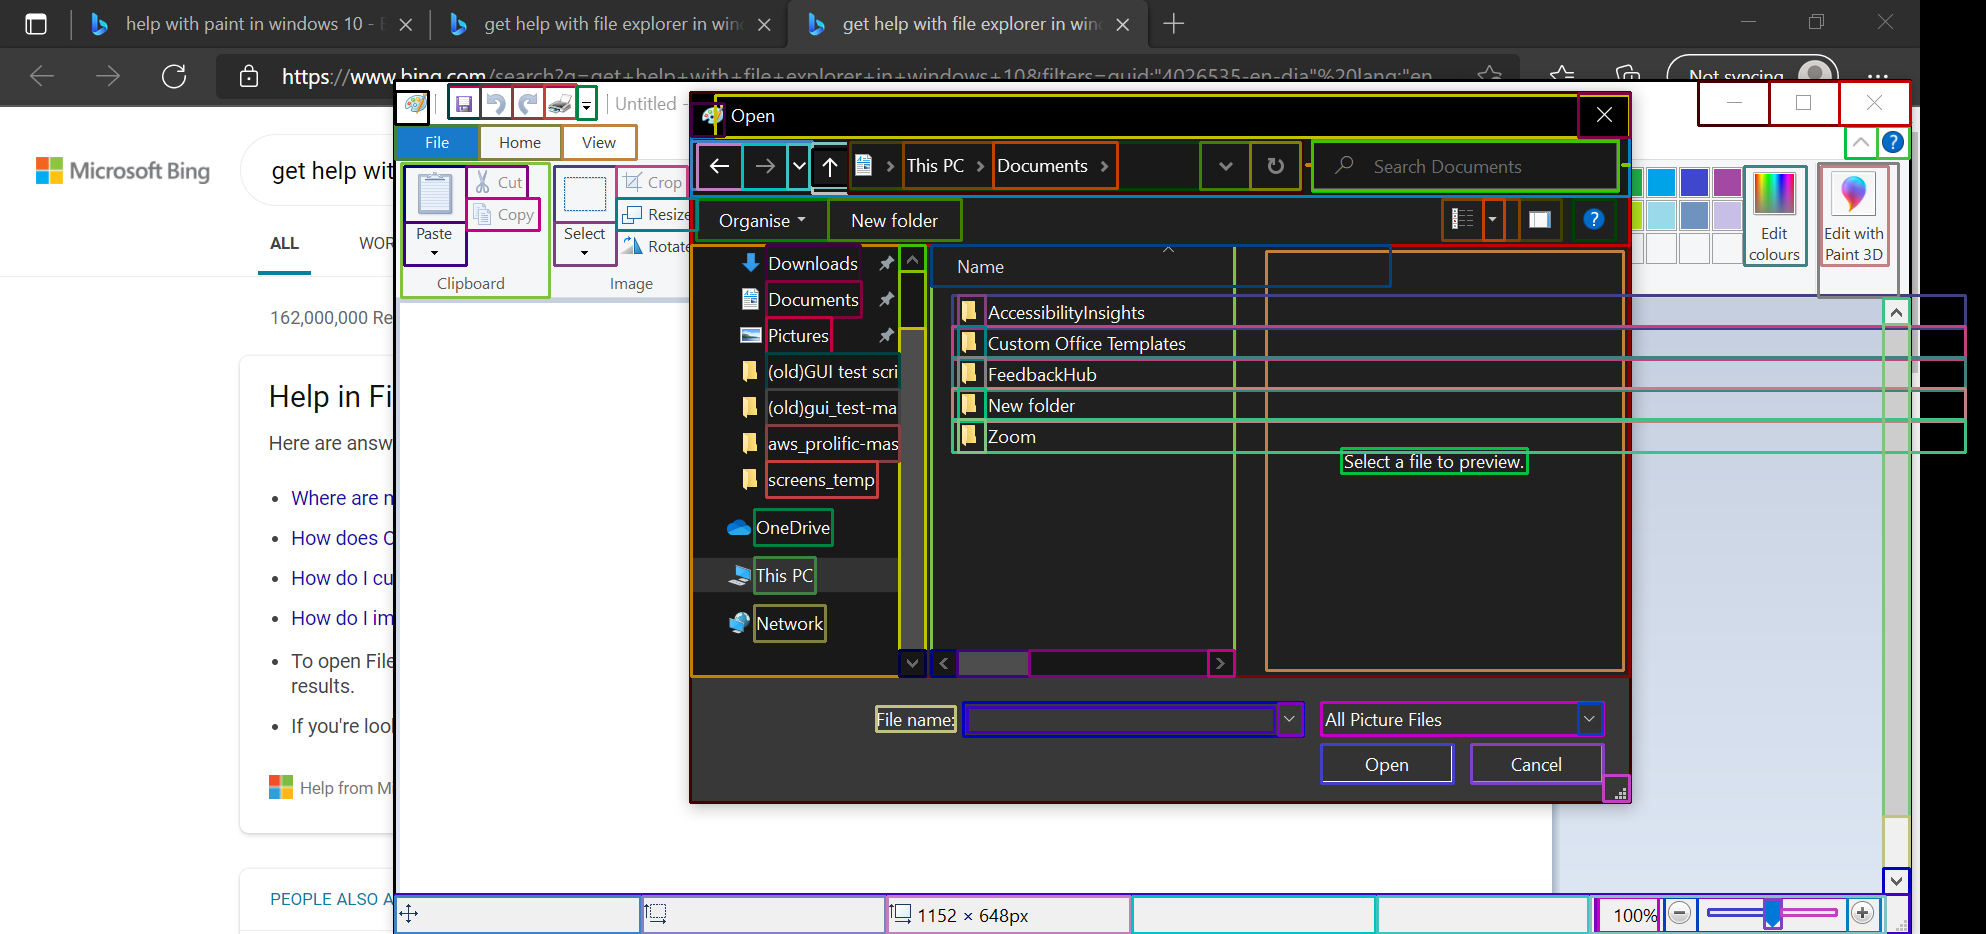 help with paint in windows 10 -
get help with file explorer in win
get help with file explorer in win
https://www.bing.com/search?q=get+help+with+file+explorer+in+windows+10&filters=guid:"4026535-en-dia"%20lang:"en
Not syncing
Untitled -
Open
File
Home
View
This PC
Documents
Search Documents
Microsoft Bing
get help wit
Cut
Copy
Paste
Clipboard
Select
Crop
Resize
Rotate
Image
Organise
New folder
Edit
colours
Edit with
Paint 3D
ALL
WOR
Downloads
Documents
Pictures
(old)GUI test scri
(old)gui_test-ma
aws_prolific-mas
screens_temp
OneDrive
This PC
Network
Name
AccessibilityInsights
Custom Office Templates
FeedbackHub
New folder
Zoom
Select a file to preview.
162,000,000 Re
Help in Fi
Here are answ
Where are
How does
How do I cu
How do I im
To open File
results.
If you're loo
Help from Mi
PEOPLE ALSO A
File name:
All Picture Files
Open
Cancel
1152 × 648px
100%